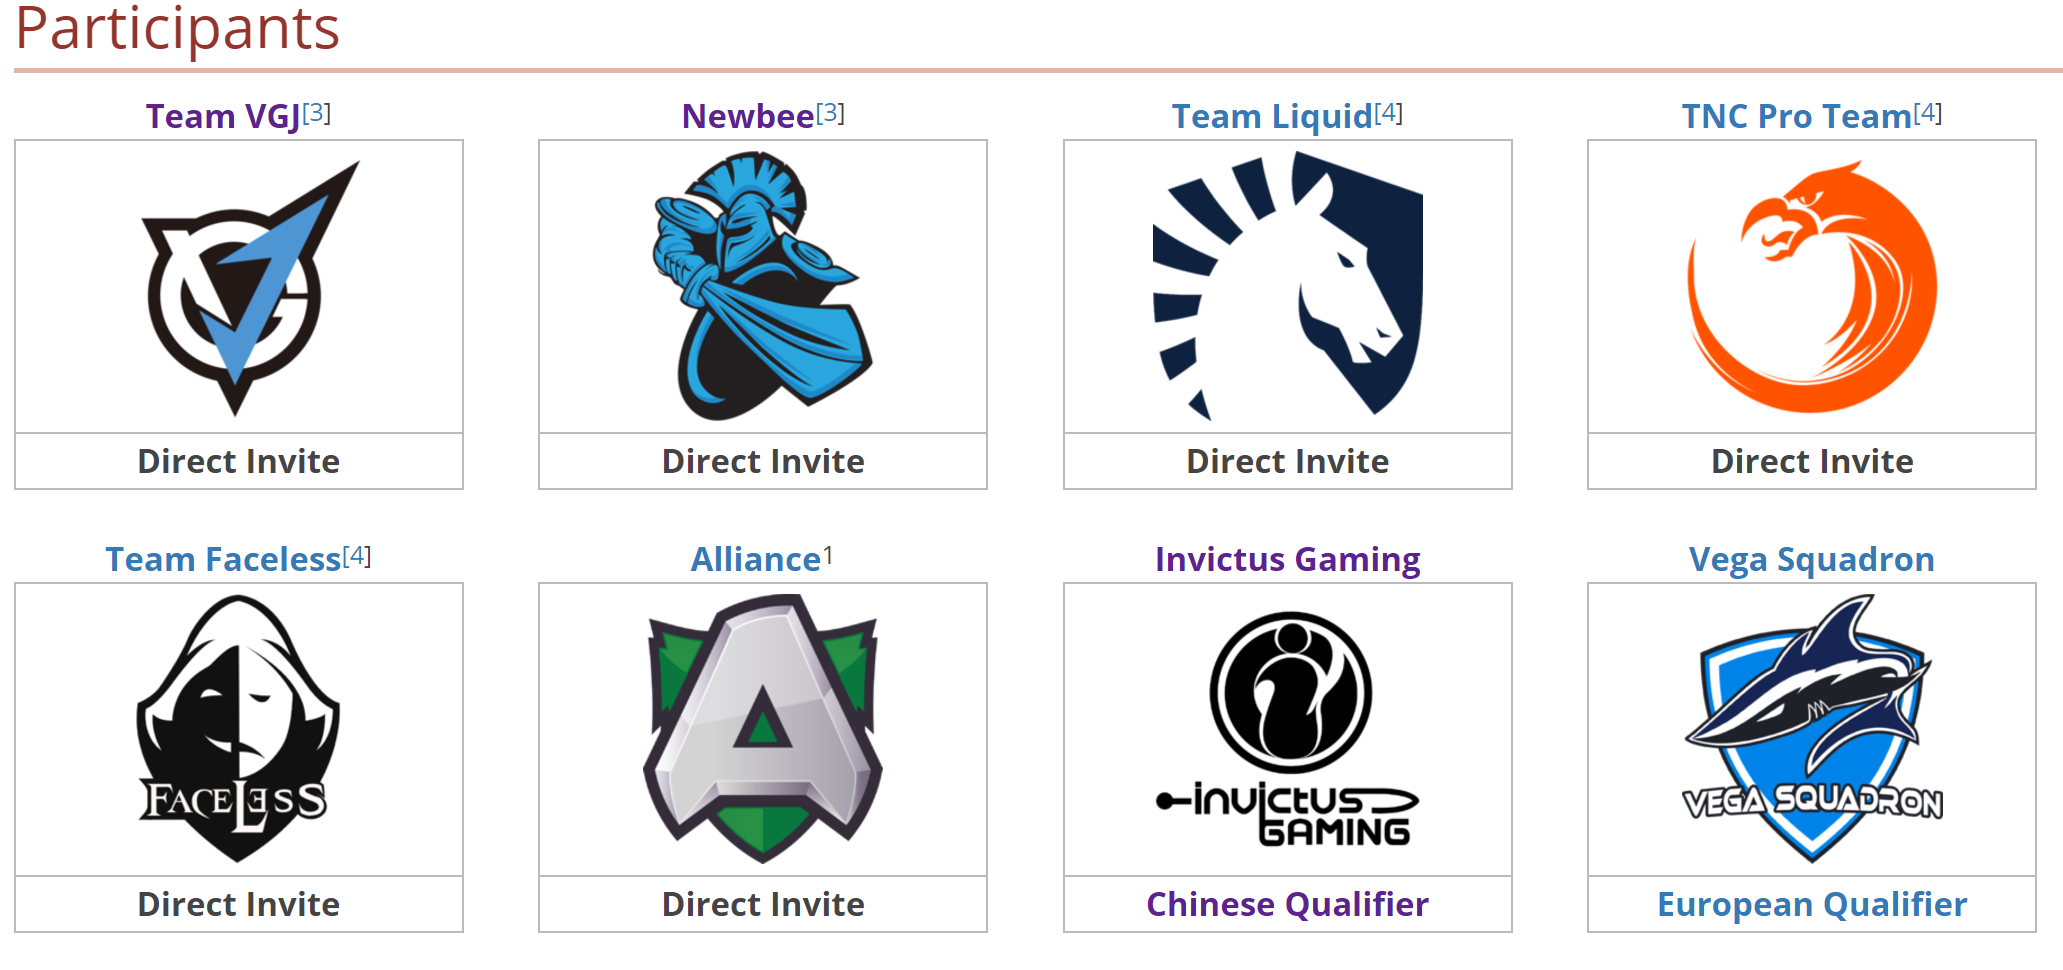 Participants
Team VGJ[3]
Newbee[3]
Team Liquid[4]
TNC Pro Team[4]
Direct Invite
Direct Invite
Direct Invite
Direct Invite
Team Faceless[4]
Alliance1
Invictus Gaming
Vega Squadron
FACELESS
invictus
GAMING
VEGA SQUADRON
Direct Invite
Direct Invite
Chinese Qualifier
European Qualifier